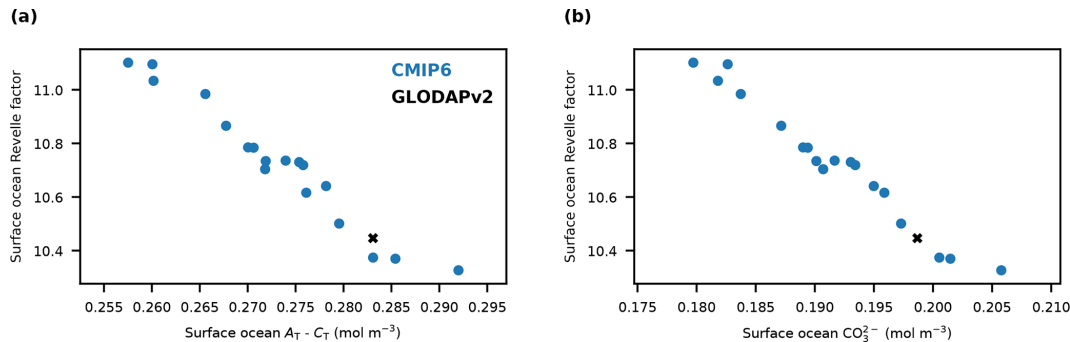 (a)
Surface ocean Revelle factor
11.0
10.8
10.6
10.4
CMIP6
GLODAPv2
0.255 0.260 0.265 0.270 0.275 0.280 0.285 0.290 0.295
Surface ocean A_T - C_T (mol m⁻³)
(b)
Surface ocean Revelle factor
11.0
10.8
10.6
10.4
0.175 0.180 0.185 0.190 0.195 0.200 0.205 0.210
Surface ocean CO₃²⁻ (mol m⁻³)